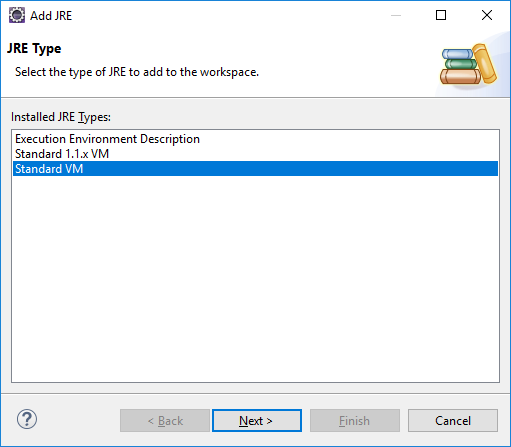 Add JRE
JRE Type
Select the type of JRE to add to the workspace.
Installed JRE Types:
Execution Environment Description
Standard 1.1.x VM
Standard VM
?
< Back
Next >
Finish
Cancel